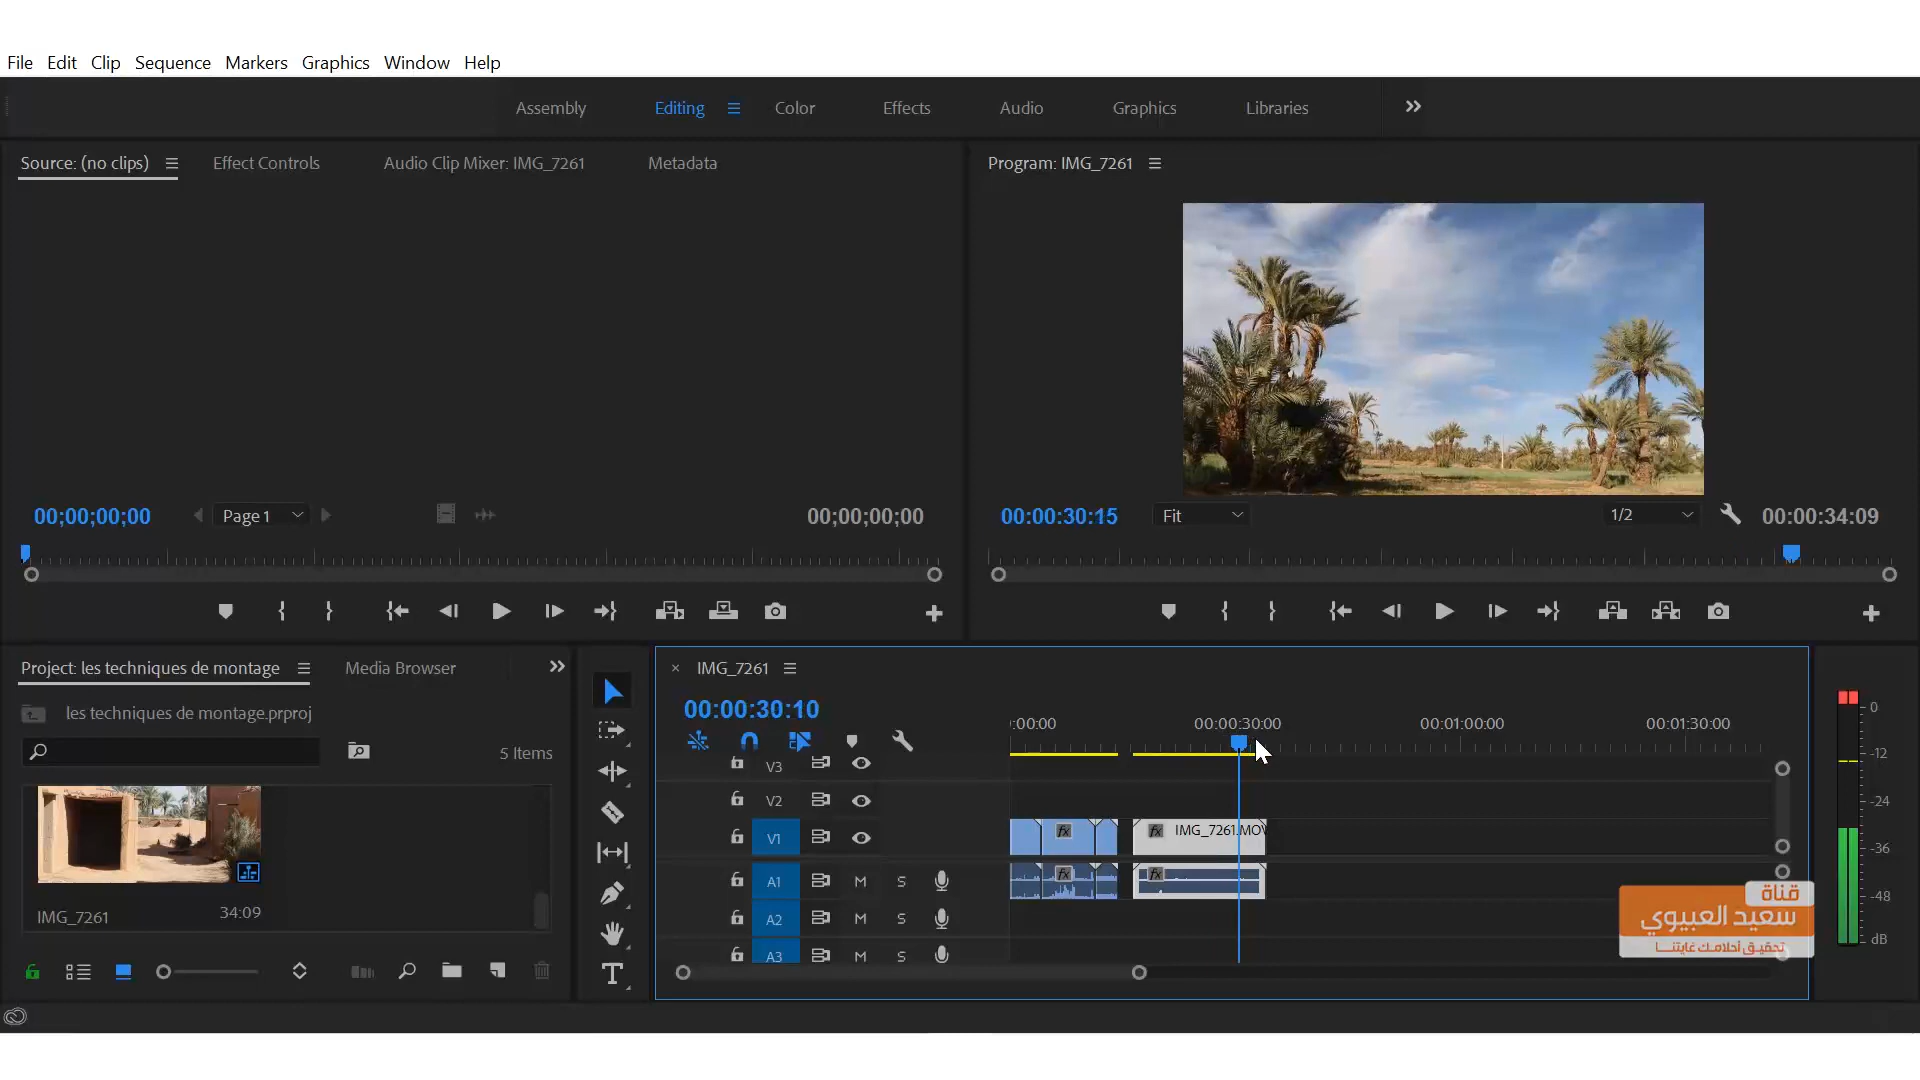 File Edit Clip Sequence Markers Graphics Window Help
Assembly Editing Color Effects Audio Graphics Libraries
Source: (no clips) Effect Controls Audio Clip Mixer: IMG_7261 Metadata
Program: IMG_7261
00;00;00;00 Page 1 00;00;00;00
00:00:30:15 Fit 1/2 00:00:34:09
Project: les techniques de montage Media Browser
les techniques de montage.prproj
5 Items
IMG_7261 34:09
IMG_7261
00:00:30:10
:00:00 00:00:30:00 00:01:00:00 00:01:30:00
V3
V2
V1 fx fx IMG_7261.MOV
A1 M S fx fx
A2 M S
A3 M S
T
0
-12
-24
-36
-48
dB
قناة
سعيد العبيوي
تحقيق أحلامك غايتنا